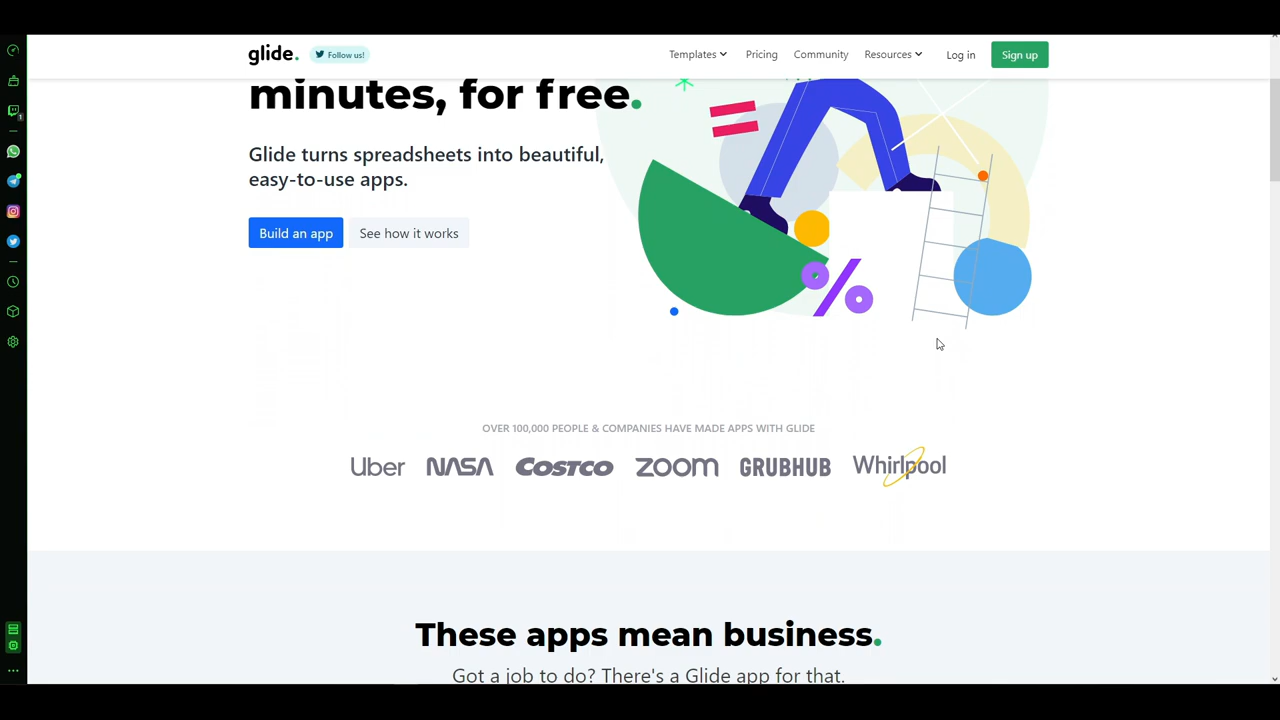 glide.
Follow us!
Templates
Pricing
Community
Resources
Log in
Sign up
minutes, for free.
Glide turns spreadsheets into beautiful,
easy-to-use apps.
Build an app
See how it works
OVER 100,000 PEOPLE & COMPANIES HAVE MADE APPS WITH GLIDE
Uber
NASA
COSTCO
zoom
GRUBHUB
Whirlpool
These apps mean business.
Got a job to do? There's a Glide app for that.